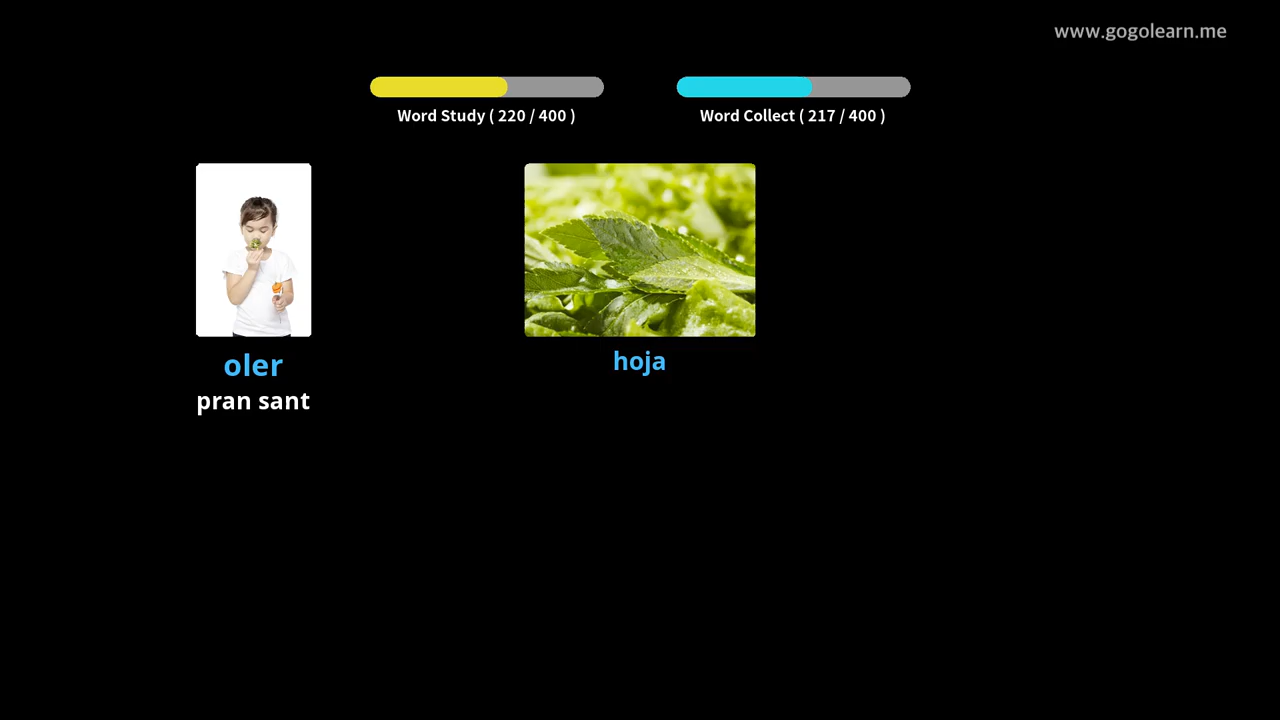 www.gogolearn.me
Word Study ( 220 / 400 )
Word Collect ( 217 / 400 )
oler
pran sant
hoja